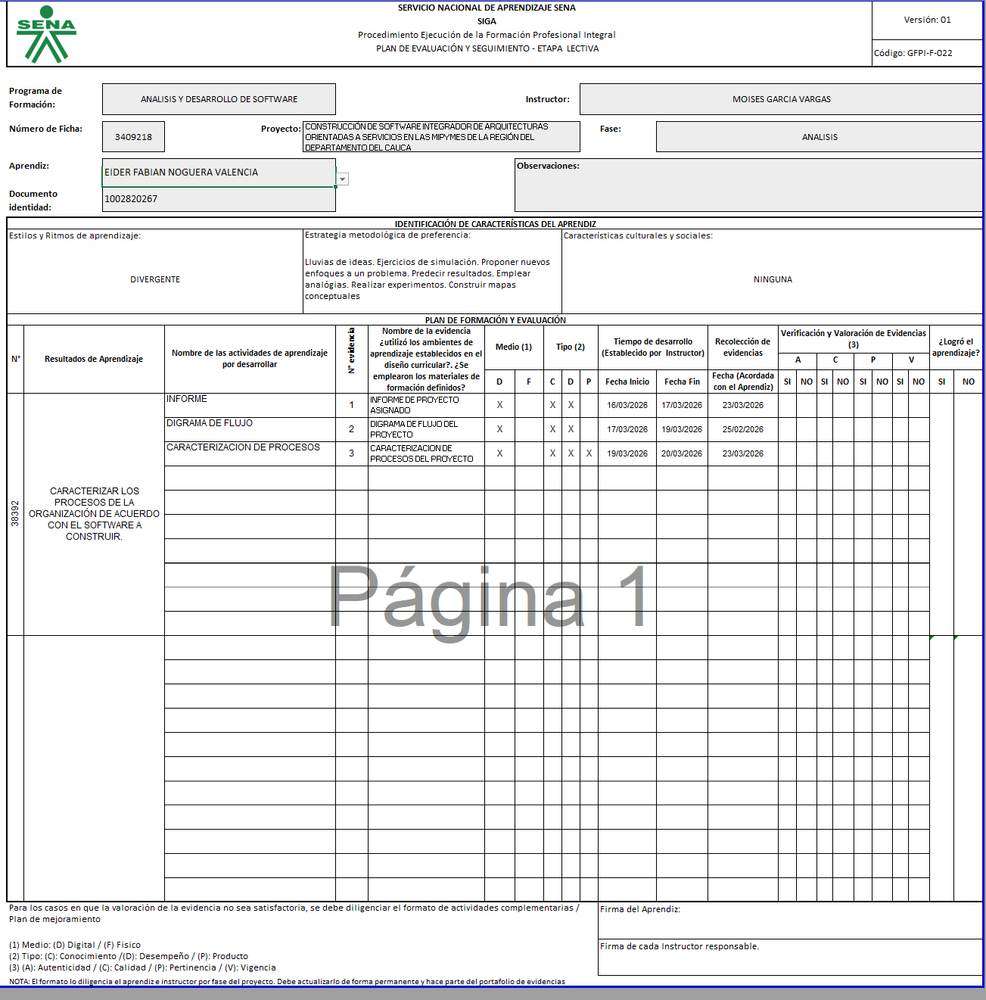 SENA
SERVICIO NACIONAL DE APRENDIZAJE SENA
SIGA
Procedimiento Ejecución de la Formación Profesional Integral
PLAN DE EVALUACIÓN Y SEGUIMIENTO - ETAPA LECTIVA
Versión: 01
Código: GFPI-F-022
Programa de
Formación:
ANALISIS Y DESARROLLO DE SOFTWARE
Instructor:
MOISES GARCIA VARGAS
Número de Ficha:
3409218
Proyecto:
CONSTRUCCIÓN DE SOFTWARE INTEGRADOR DE ARQUITECTURAS
ORIENTADAS A SERVICIOS EN LAS MIPYMES DE LA REGIÓN DEL
DEPARTAMENTO DEL CAUCA
Fase:
ANALISIS
Aprendiz:
EIDER FABIAN NOGUERA VALENCIA
Observaciones:
Documento
identidad:
1002820267
IDENTIFICACIÓN DE CARACTERÍSTICAS DEL APRENDIZ
Estilos y Ritmos de aprendizaje:
DIVERGENTE
Estrategia metodológica de preferencia:
Lluvias de ideas. Ejercicios de simulación. Proponer nuevos
enfoques a un problema. Predecir resultados. Emplear
analógias. Realizar experimentos. Construir mapas
conceptuales
Características culturales y sociales:
NINGUNA
PLAN DE FORMACIÓN Y EVALUACIÓN
N°
Resultados de Aprendizaje
Nombre de las actividades de aprendizaje
por desarrollar
N° evidencia
Nombre de la evidencia
¿utilizó los ambientes de
aprendizaje establecidos en el
diseño curricular?. ¿Se
emplearon los materiales de
formación definidos?
Medio (1)
Tipo (2)
Tiempo de desarrollo
(Establecido por Instructor)
Recolección de
evidencias
Verificación y Valoración de Evidencias
(3)
¿Logró el
aprendizaje?
A C P V
D F C D P Fecha Inicio Fecha Fin
Fecha (Acordada
con el Aprendiz)
SI NO SI NO SI NO SI NO SI NO
38392
CARACTERIZAR LOS
PROCESOS DE LA
ORGANIZACIÓN DE ACUERDO
CON EL SOFTWARE A
CONSTRUIR.
INFORME
1
INFORME DE PROYECTO
ASIGNADO
X X X 16/03/2026 17/03/2026 23/03/2026
DIGRAMA DE FLUJO
2
DIGRAMA DE FLUJO DEL
PROYECTO
X X X 17/03/2026 19/03/2026 25/02/2026
CARACTERIZACION DE PROCESOS
3
CARACTERIZACION DE
PROCESOS DEL PROYECTO
X X X X 19/03/2026 20/03/2026 23/03/2026
Página 1
Para los casos en que la valoración de la evidencia no sea satisfactoria, se debe diligenciar el formato de actividades complementarias /
Plan de mejoramiento
(1) Medio: (D) Digital / (F) Fisico
(2) Tipo: (C): Conocimiento /(D): Desempeño / (P): Producto
(3) (A): Autenticidad / (C): Calidad / (P): Pertinencia / (V): Vigencia
NOTA: El formato lo diligencia el aprendiz e instructor por fase del proyecto. Debe actualizarlo de forma permanente y hace parte del portafolio de evidencias
Firma del Aprendiz:
Firma de cada Instructor responsable.